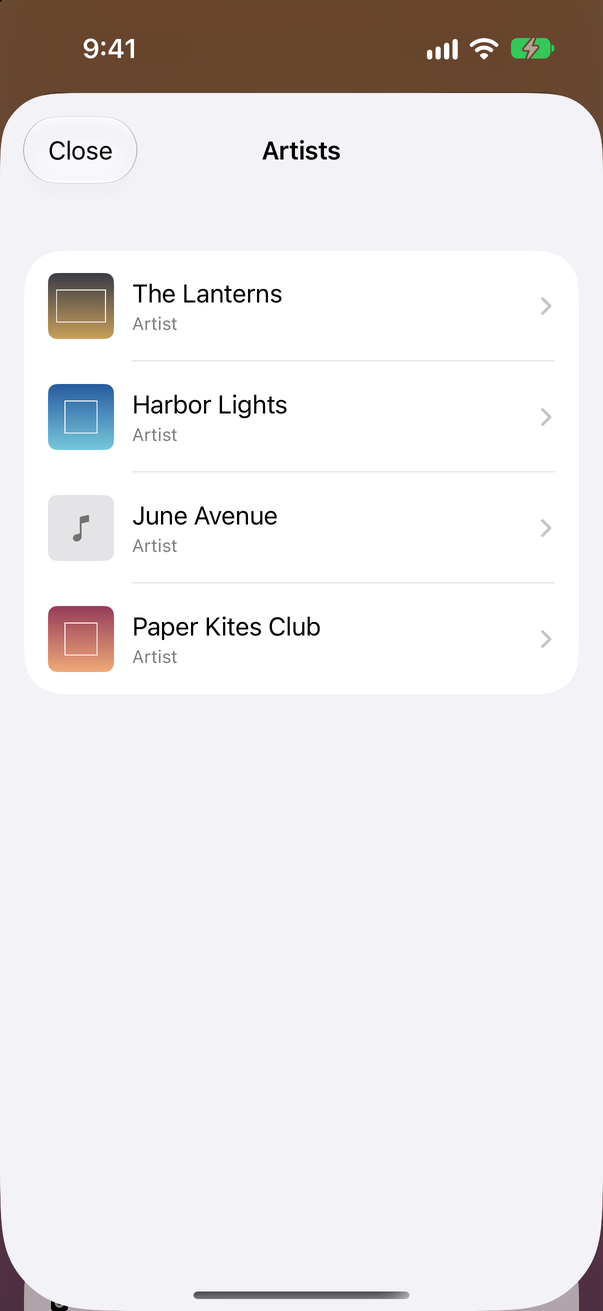 9:41
Close
Artists
The Lanterns
Artist
Harbor Lights
Artist
June Avenue
Artist
Paper Kites Club
Artist